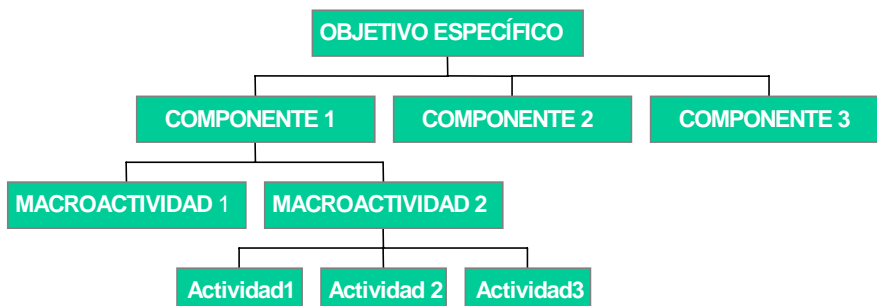 OBJETIVO ESPECÍFICO
COMPONENTE 1
COMPONENTE 2
COMPONENTE 3
MACROACTIVIDAD 1
MACROACTIVIDAD 2
Actividad1
Actividad 2
Actividad3